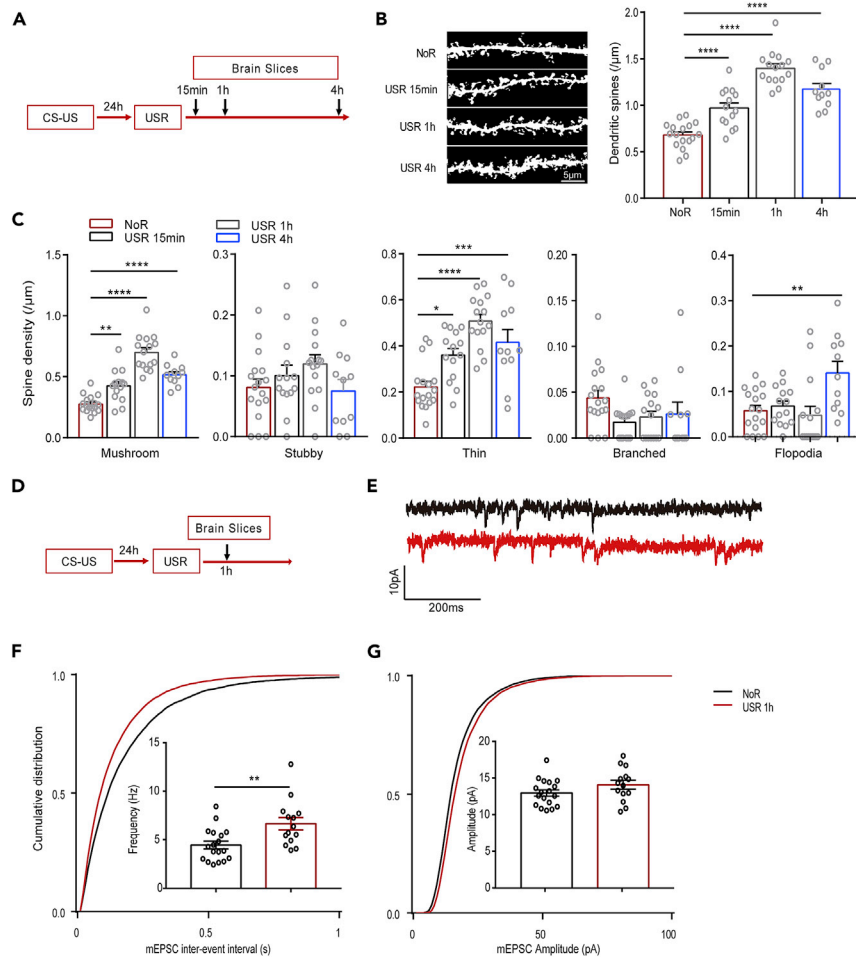 A
Brain Slices
15min 1h 4h
24h
CS-US USR
B
NoR
USR 15min
USR 1h
USR 4h
5μm
Dendritic spines (/μm)
2.0
1.5
1.0
0.5
0.0
****
****
****
NoR 15min 1h 4h
C
NoR USR 1h
USR 15min USR 4h
Spine density (/μm)
1.5
1.0
0.5
0.0
****
****
**
Mushroom
0.3
0.2
0.1
0.0
Stubby
0.8
0.6
0.4
0.2
0.0
***
****
*
Thin
0.20
0.15
0.10
0.05
0.00
Branched
0.4
0.3
0.2
0.1
0.0
**
Flopodia
D
Brain Slices
24h
CS-US USR
1h
E
10pA
200ms
F
Cumulative distribution
1.0
0.5
0.0
0 0.5 1
mEPSC inter-event interval (s)
Frequency (Hz)
15
10
5
0
**
G
1.0
0.5
0.0
50 100
mEPSC Amplitude (pA)
Amplitude (pA)
20
15
10
5
0
NoR
USR 1h